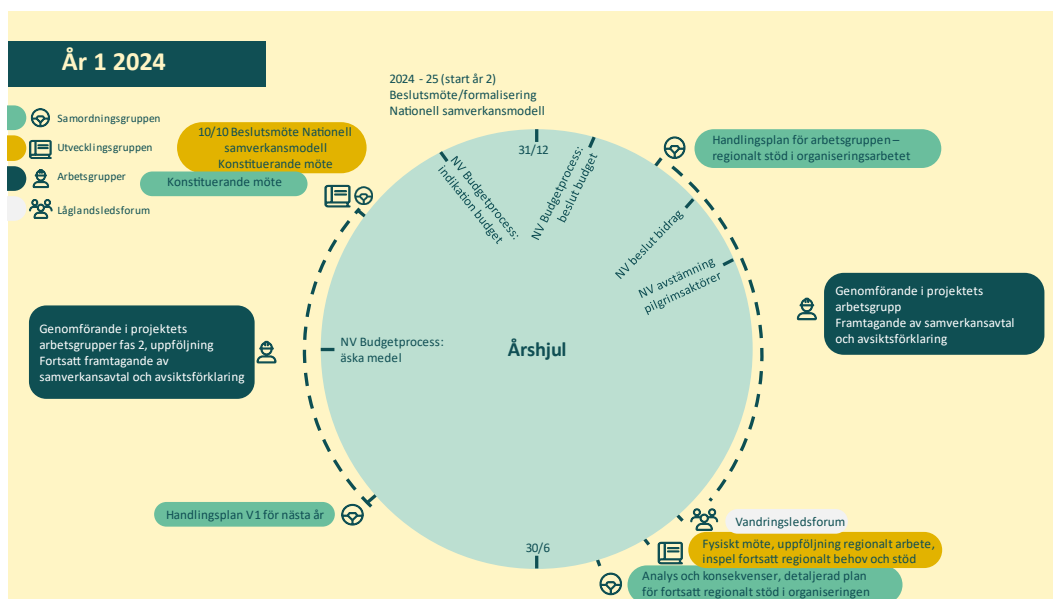 År 1 2024
Samordningsgruppen
Utvecklingsgruppen
Arbetsgrupper
Låglandsledsforum
2024 - 25 (start år 2)
Beslutsmöte/formalisering
Nationell samverkansmodell
10/10 Beslutsmöte Nationell
samverkansmodell
Konstituerande möte
Konstituerande möte
31/12
NV Budgetprocess:
indikation budget
NV Budgetprocess:
beslut budget
NV beslut bidrag
NV avstämning
pilgrimsaktörer
Handlingsplan för arbetsgruppen –
regionalt stöd i organiseringsarbetet
Genomförande i projektets
arbetsgrupp
Framtagande av samverkansavtal
och avsiktsförklaring
Genomförande i projektets
arbetsgrupper fas 2, uppföljning
Fortsatt framtagande av
samverkansavtal och avsiktsförklaring
NV Budgetprocess:
äska medel
Årshjul
Handlingsplan V1 för nästa år
30/6
Vandringsledsforum
Fysiskt möte, uppföljning regionalt arbete,
inspel fortsatt regionalt behov och stöd
Analys och konsekvenser, detaljerad plan
för fortsatt regionalt stöd i organiseringen